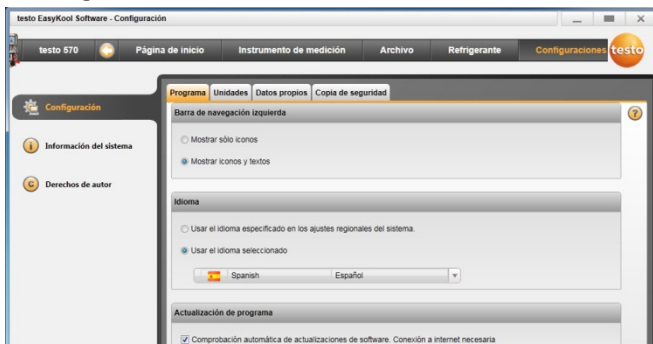 testo EasyKool Software - Configuración
testo 570 Página de inicio Instrumento de medición Archivo Refrigerante Configuraciones testo
Programa Unidades Datos propios Copia de seguridad
Configuración
Información del sistema
Derechos de autor
Barra de navegación izquierda
Mostrar sólo iconos
Mostrar iconos y textos
Idioma
Usar el idioma especificado en los ajustes regionales del sistema.
Usar el idioma seleccionado
Spanish Español
Actualización de programa
Comprobación automática de actualizaciones de software. Conexión a internet necesaria